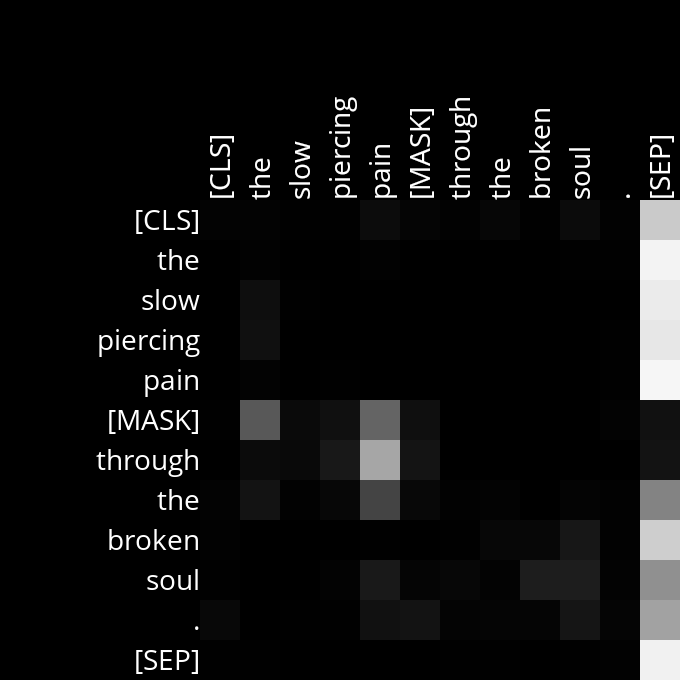 [CLS] the slow piercing pain [MASK] through the broken soul . [SEP]
[CLS]
the
slow
piercing
pain
[MASK]
through
the
broken
soul
.
[SEP]